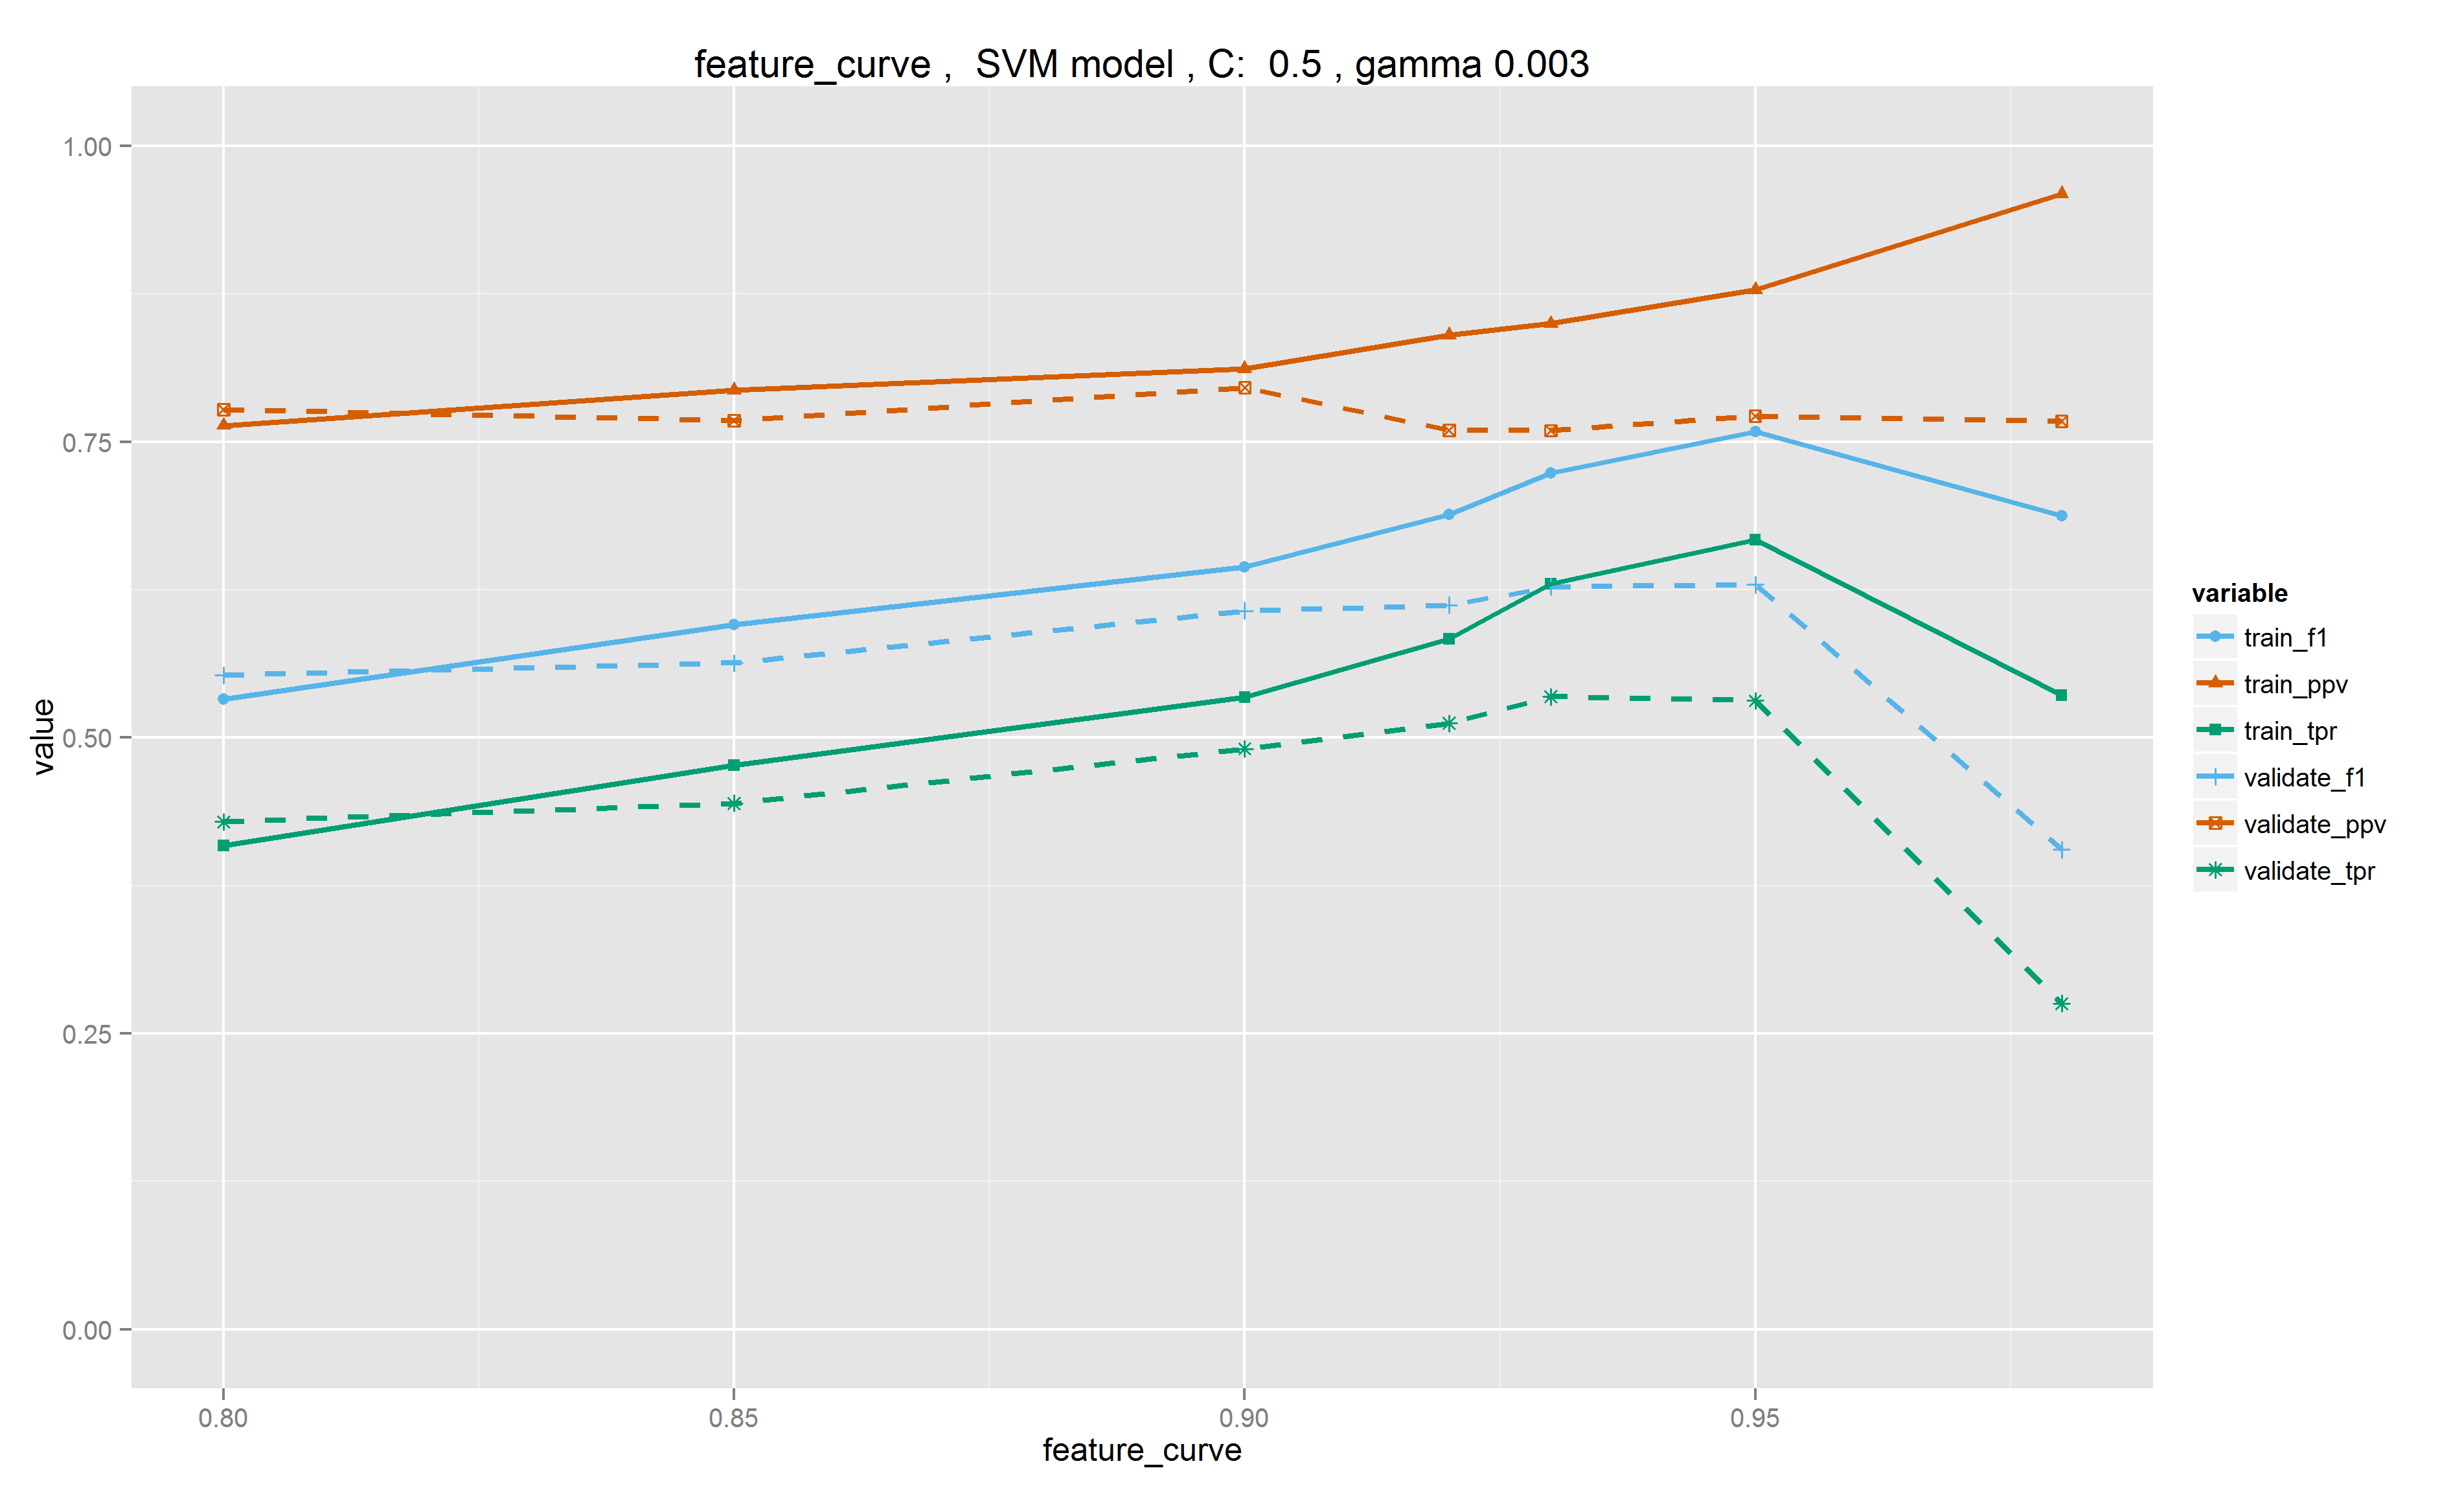 feature_curve ,  SVM model , C:  0.5 , gamma 0.003
1.00
0.75
0.50
0.25
0.00
value
0.80
0.85
0.90
0.95
feature_curve
variable
train_f1
train_ppv
train_tpr
validate_f1
validate_ppv
validate_tpr